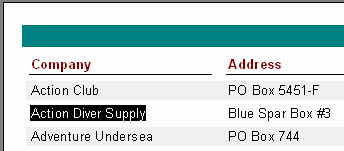 Company Address
Action Club PO Box 5451-F
Action Diver Supply Blue Spar Box #3
Adventure Undersea PO Box 744